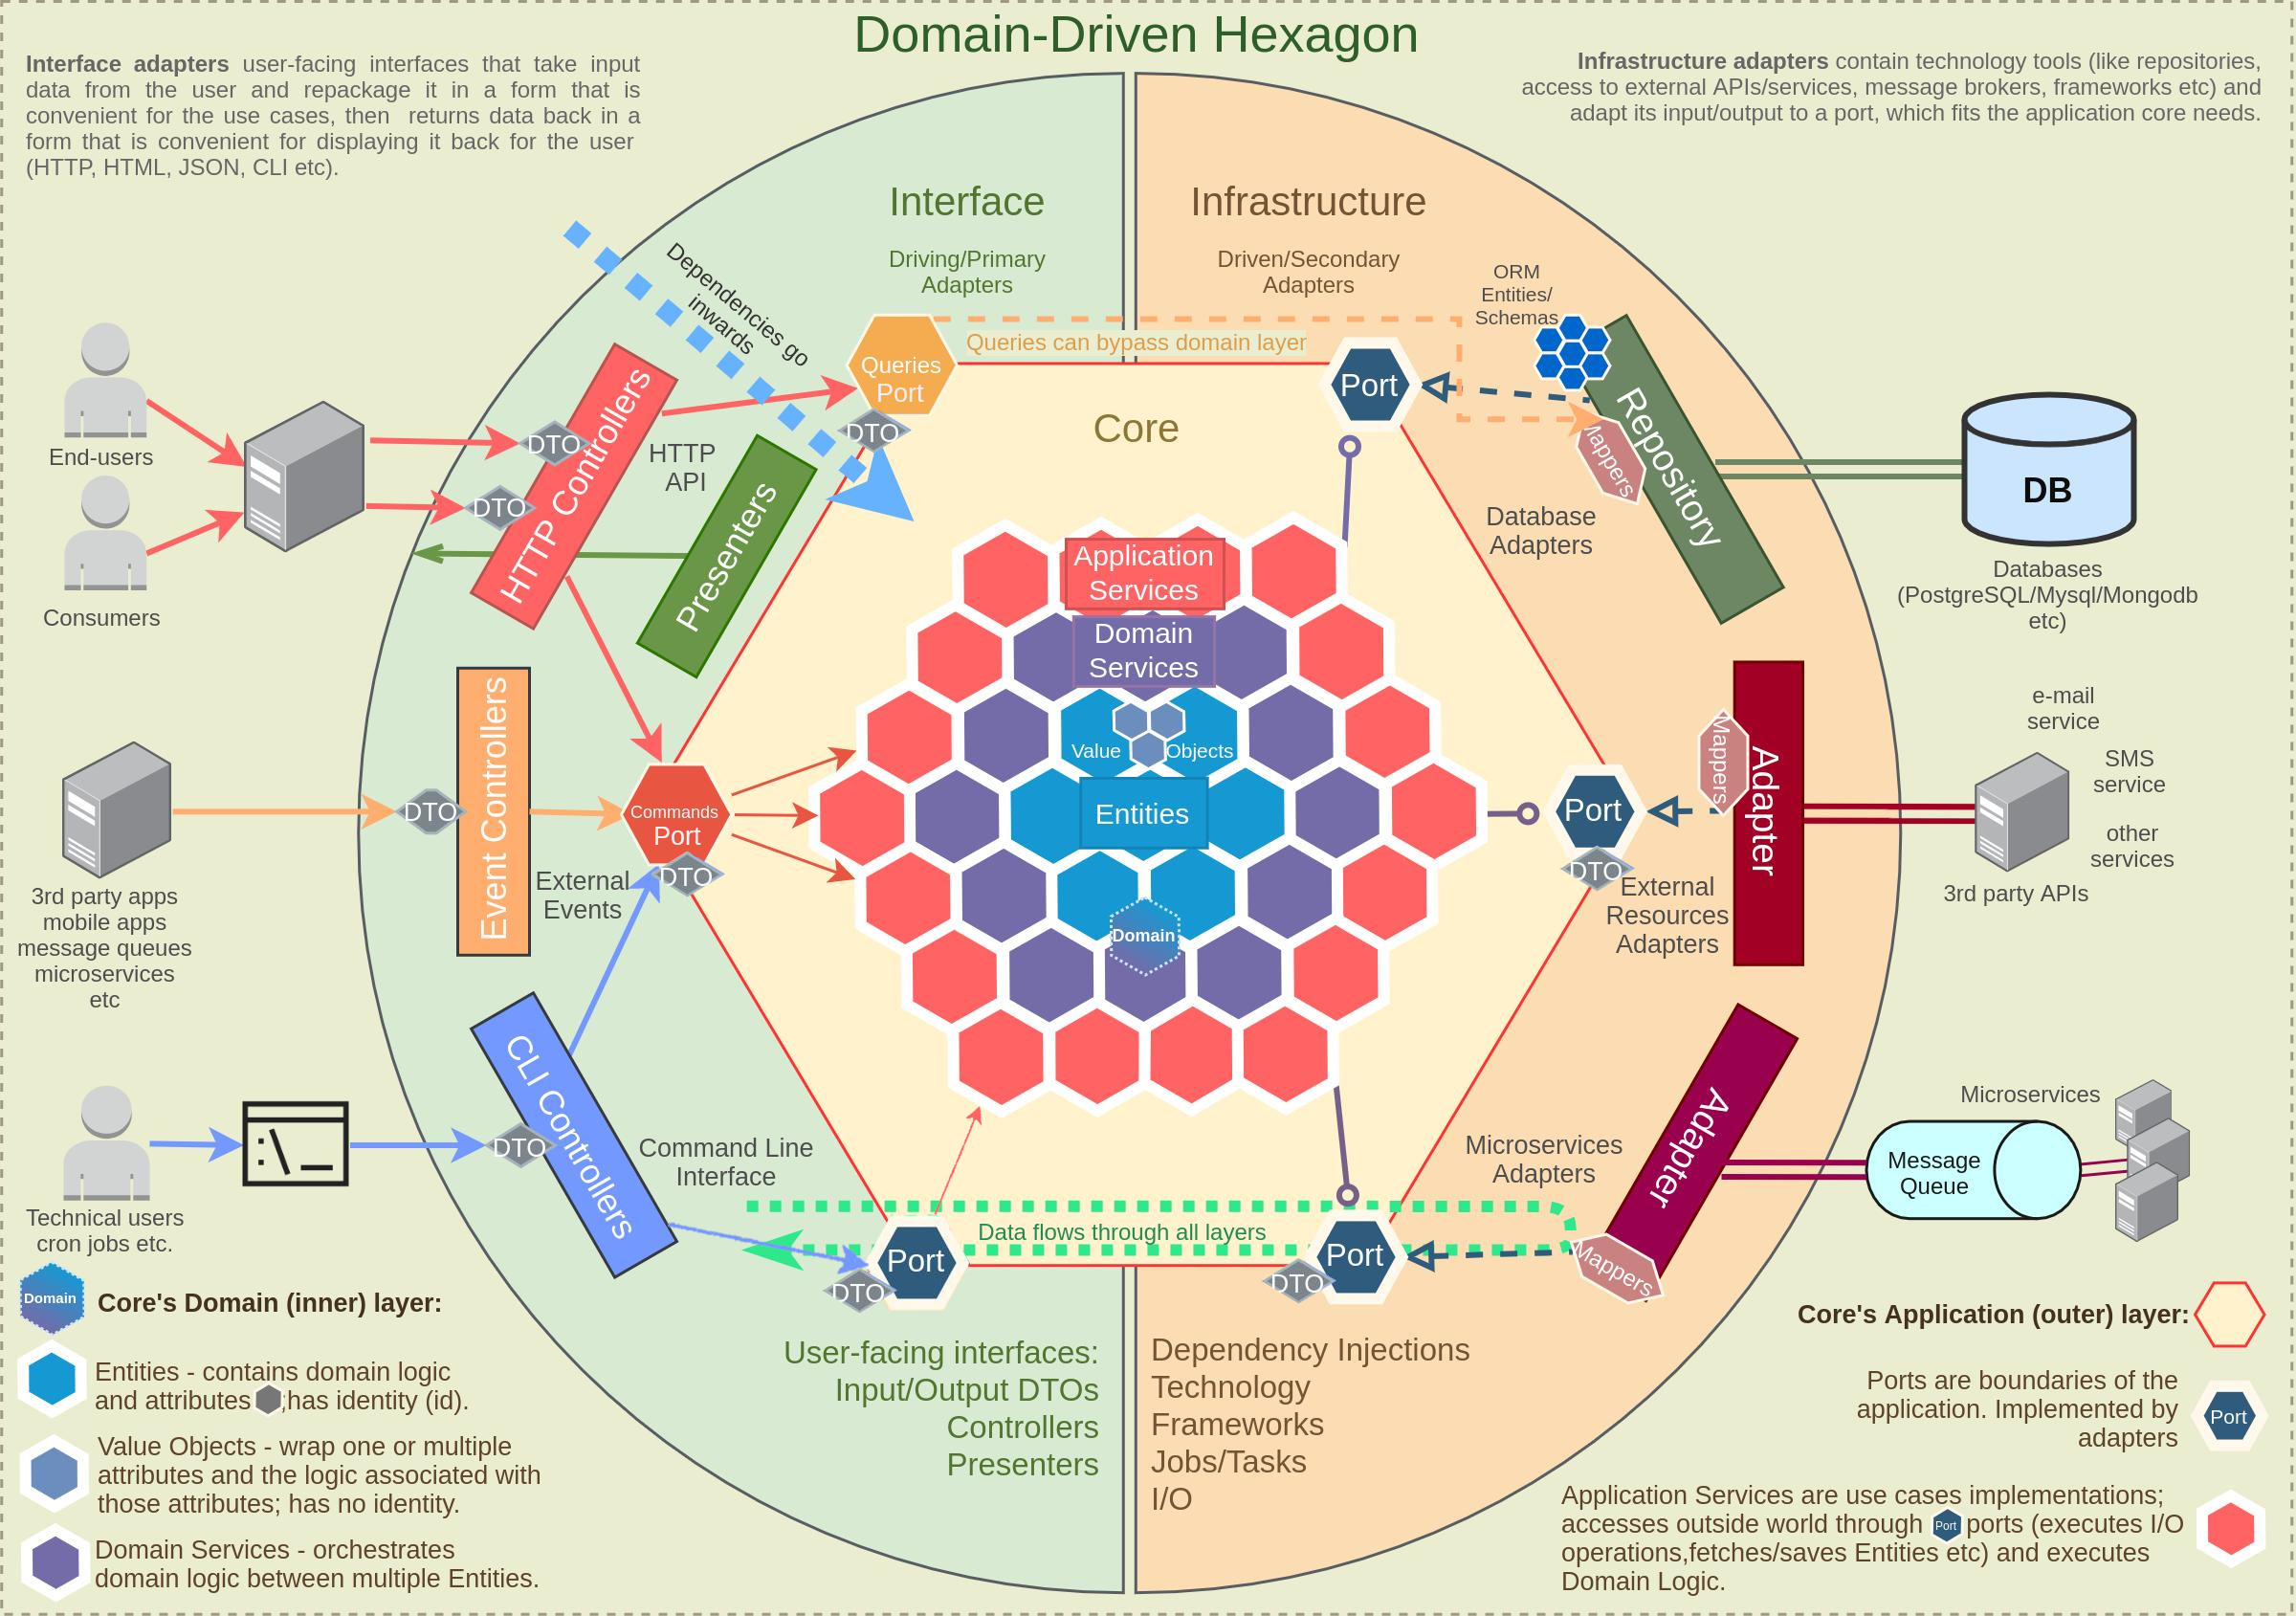 Domain-Driven Hexagon
Interface adapters user-facing interfaces that take input
data from the user and repackage it in a form that is
convenient for the use cases, then returns data back in a
form that is convenient for displaying it back for the user
(HTTP, HTML, JSON, CLI etc).
Infrastructure adapters contain technology tools (like repositories,
access to external APIs/services, message brokers, frameworks etc) and
adapt its input/output to a port, which fits the application core needs.
Interface
Driving/Primary
Adapters
Infrastructure
Driven/Secondary
Adapters
ORM
Entities/
Schemas
Dependencies go
inwards
Queries can bypass domain layer
Queries
Port
DTO
Port
Core
End-users
Consumers
DTO
DTO
HTTP Controllers
HTTP
API
Presenters
Mappers
Repository
Database
Adapters
DB
Databases
(PostgreSQL/Mysql/Mongodb
etc)
Application
Services
Domain
Services
Value
Objects
Entities
Domain
3rd party apps
mobile apps
message queues
microservices
etc
DTO
Event Controllers
External
Events
Commands
Port
DTO
Port
DTO
Mappers
Adapter
External
Resources
Adapters
e-mail
service
SMS
service
other
services
3rd party APIs
Technical users
cron jobs etc.
:
:
DTO
CLI Controllers
Command Line
Interface
Port
DTO
Data flows through all layers
Port
DTO
Mappers
Adapter
Microservices
Adapters
Microservices
Message
Queue
User-facing interfaces:
Input/Output DTOs
Controllers
Presenters
Dependency Injections
Technology
Frameworks
Jobs/Tasks
I/O
Domain
Core's Domain (inner) layer:
Entities - contains domain logic
and attributes ;has identity (id).
Value Objects - wrap one or multiple
attributes and the logic associated with
those attributes; has no identity.
Domain Services - orchestrates
domain logic between multiple Entities.
Core's Application (outer) layer:
Ports are boundaries of the
application. Implemented by
adapters
Port
Application Services are use cases implementations;
accesses outside world through Port ports (executes I/O
operations,fetches/saves Entities etc) and executes
Domain Logic.